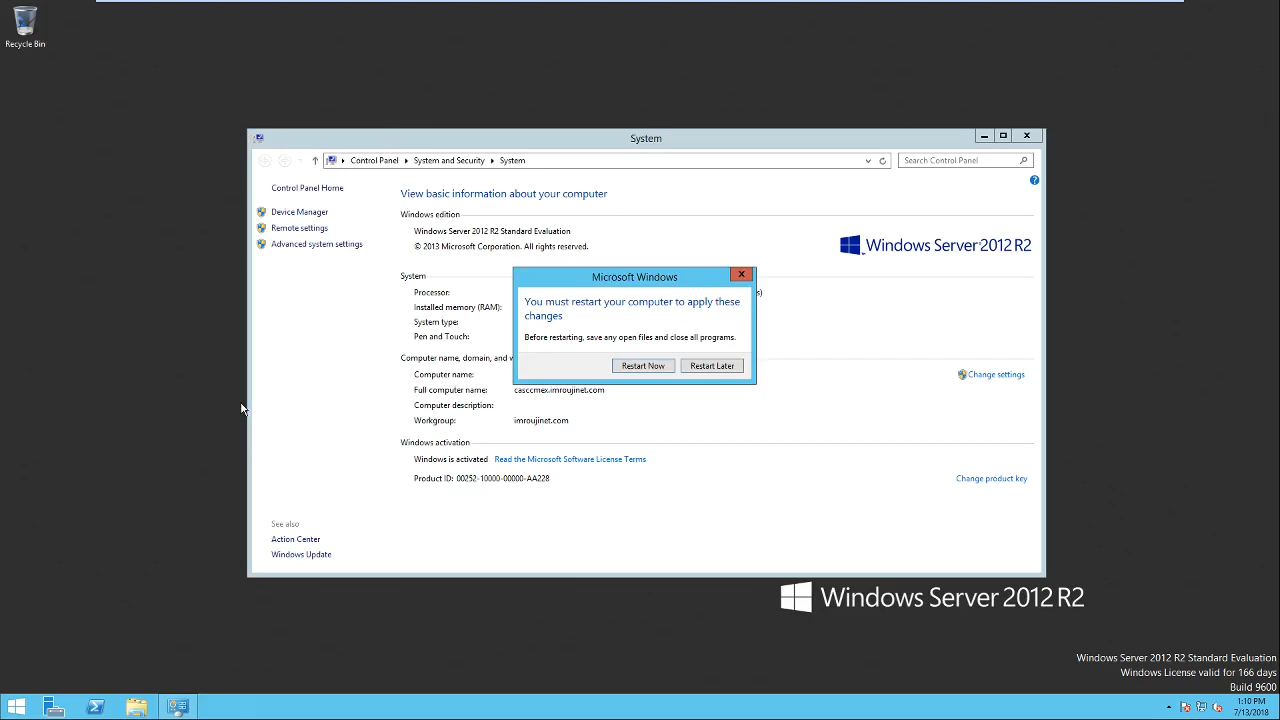 Recycle Bin
System
Control Panel
System and Security
System
Search Control Panel
Control Panel Home
Device Manager
Remote settings
Advanced system settings
See also
Action Center
Windows Update
View basic information about your computer
Windows edition
Windows Server 2012 R2 Standard Evaluation
© 2013 Microsoft Corporation. All rights reserved.
Windows Server 2012 R2
System
Processor:
s)
Installed memory (RAM):
System type:
Pen and Touch:
Microsoft Windows
You must restart your computer to apply these
changes
Before restarting, save any open files and close all programs.
Restart Now
Restart Later
Computer name, domain, and w
Computer name:
Change settings
Full computer name: casccmex.imroujinet.com
Computer description:
Workgroup: imroujinet.com
Windows activation
Windows is activated Read the Microsoft Software License Terms
Product ID: 00252-10000-00000-AA228
Change product key
Windows Server 2012 R2
Windows Server 2012 R2 Standard Evaluation
Windows License valid for 166 days
Build 9600
1:10 PM
7/13/2018